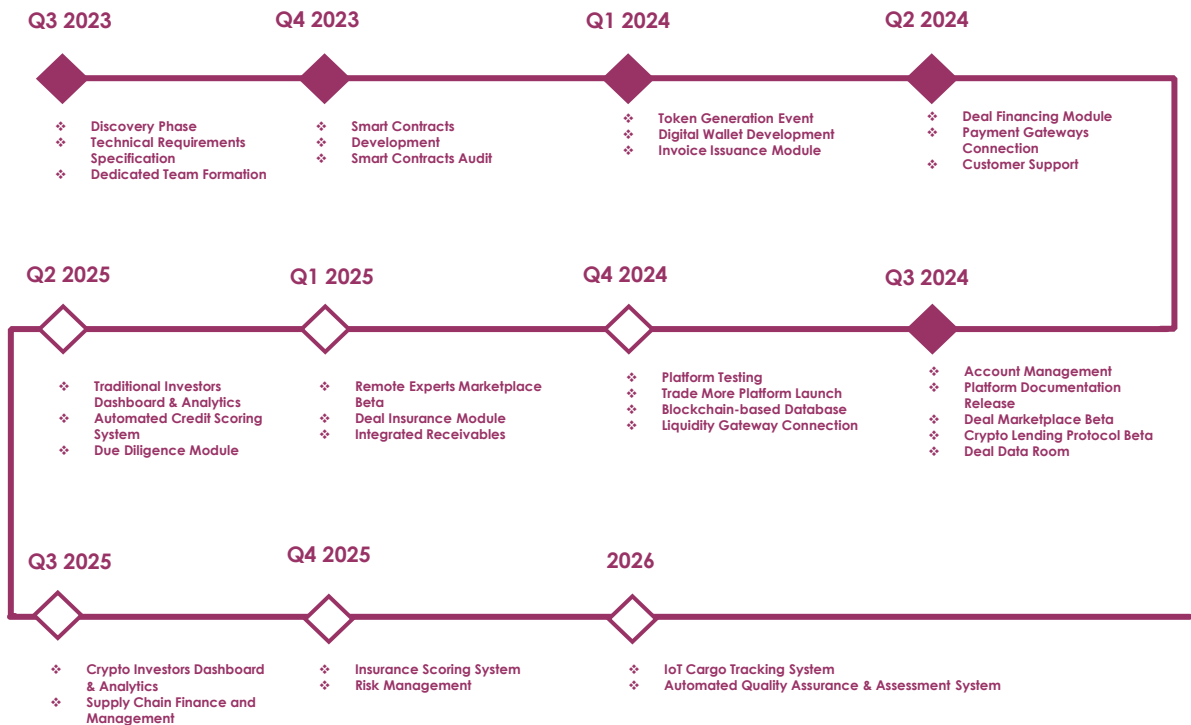 Q3 2023
Q4 2023
Q1 2024
Q2 2024
❖ Discovery Phase
❖ Technical Requirements
Specification
❖ Dedicated Team Formation
❖ Smart Contracts
❖ Development
❖ Smart Contracts Audit
❖ Token Generation Event
❖ Digital Wallet Development
❖ Invoice Issuance Module
❖ Deal Financing Module
❖ Payment Gateways
Connection
❖ Customer Support
Q2 2025
Q1 2025
Q4 2024
Q3 2024
❖ Traditional Investors
Dashboard & Analytics
❖ Automated Credit Scoring
System
❖ Due Diligence Module
❖ Remote Experts Marketplace
Beta
❖ Deal Insurance Module
❖ Integrated Receivables
❖ Platform Testing
❖ Trade More Platform Launch
❖ Blockchain-based Database
❖ Liquidity Gateway Connection
❖ Account Management
❖ Platform Documentation
Release
❖ Deal Marketplace Beta
❖ Crypto Lending Protocol Beta
❖ Deal Data Room
Q3 2025
Q4 2025
2026
❖ Crypto Investors Dashboard
& Analytics
❖ Supply Chain Finance and
Management
❖ Insurance Scoring System
❖ Risk Management
❖ IoT Cargo Tracking System
❖ Automated Quality Assurance & Assessment System